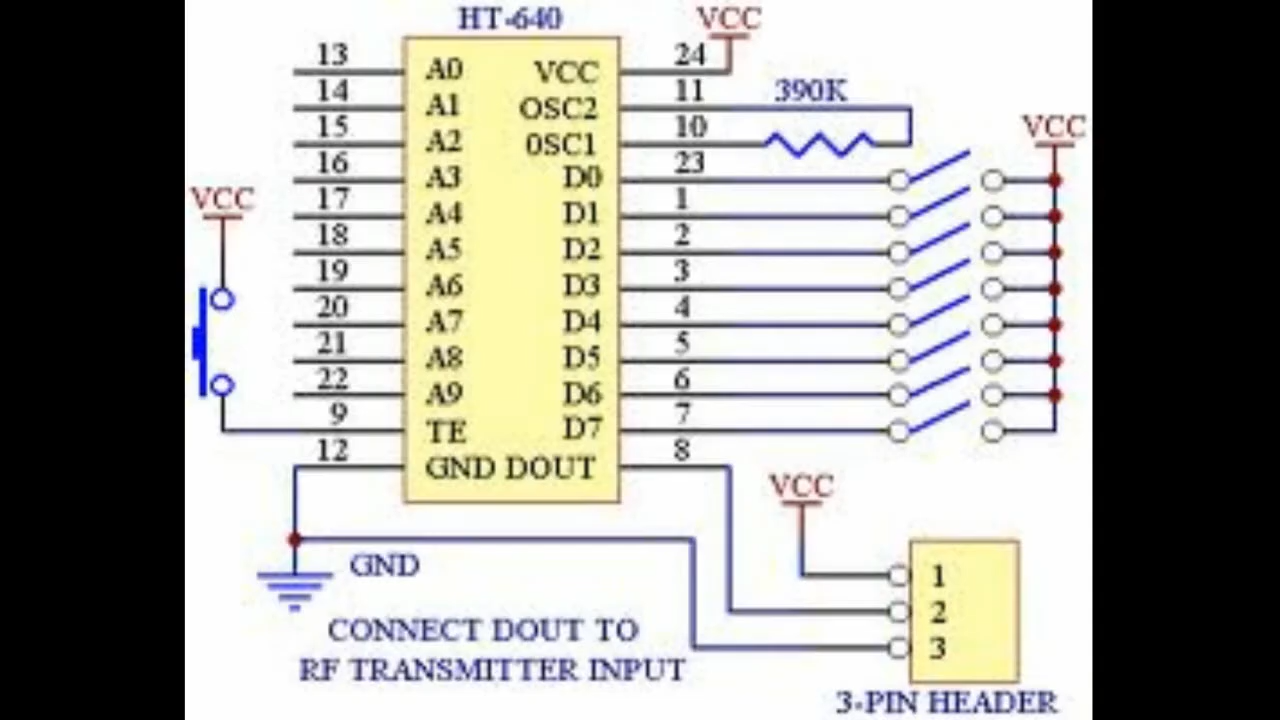 HT-640
VCC
13 A0 VCC 24
14 A1 OSC2 11 390K
15 A2 0SC1 10 VCC
16 A3 D0 23
VCC 17 A4 D1 1
18 A5 D2 2
19 A6 D3 3
20 A7 D4 4
21 A8 D5 5
22 A9 D6 6
9 TE D7 7
12 GND DOUT 8
VCC
GND 1
2
CONNECT DOUT TO 3
RF TRANSMITTER INPUT
3-PIN HEADER